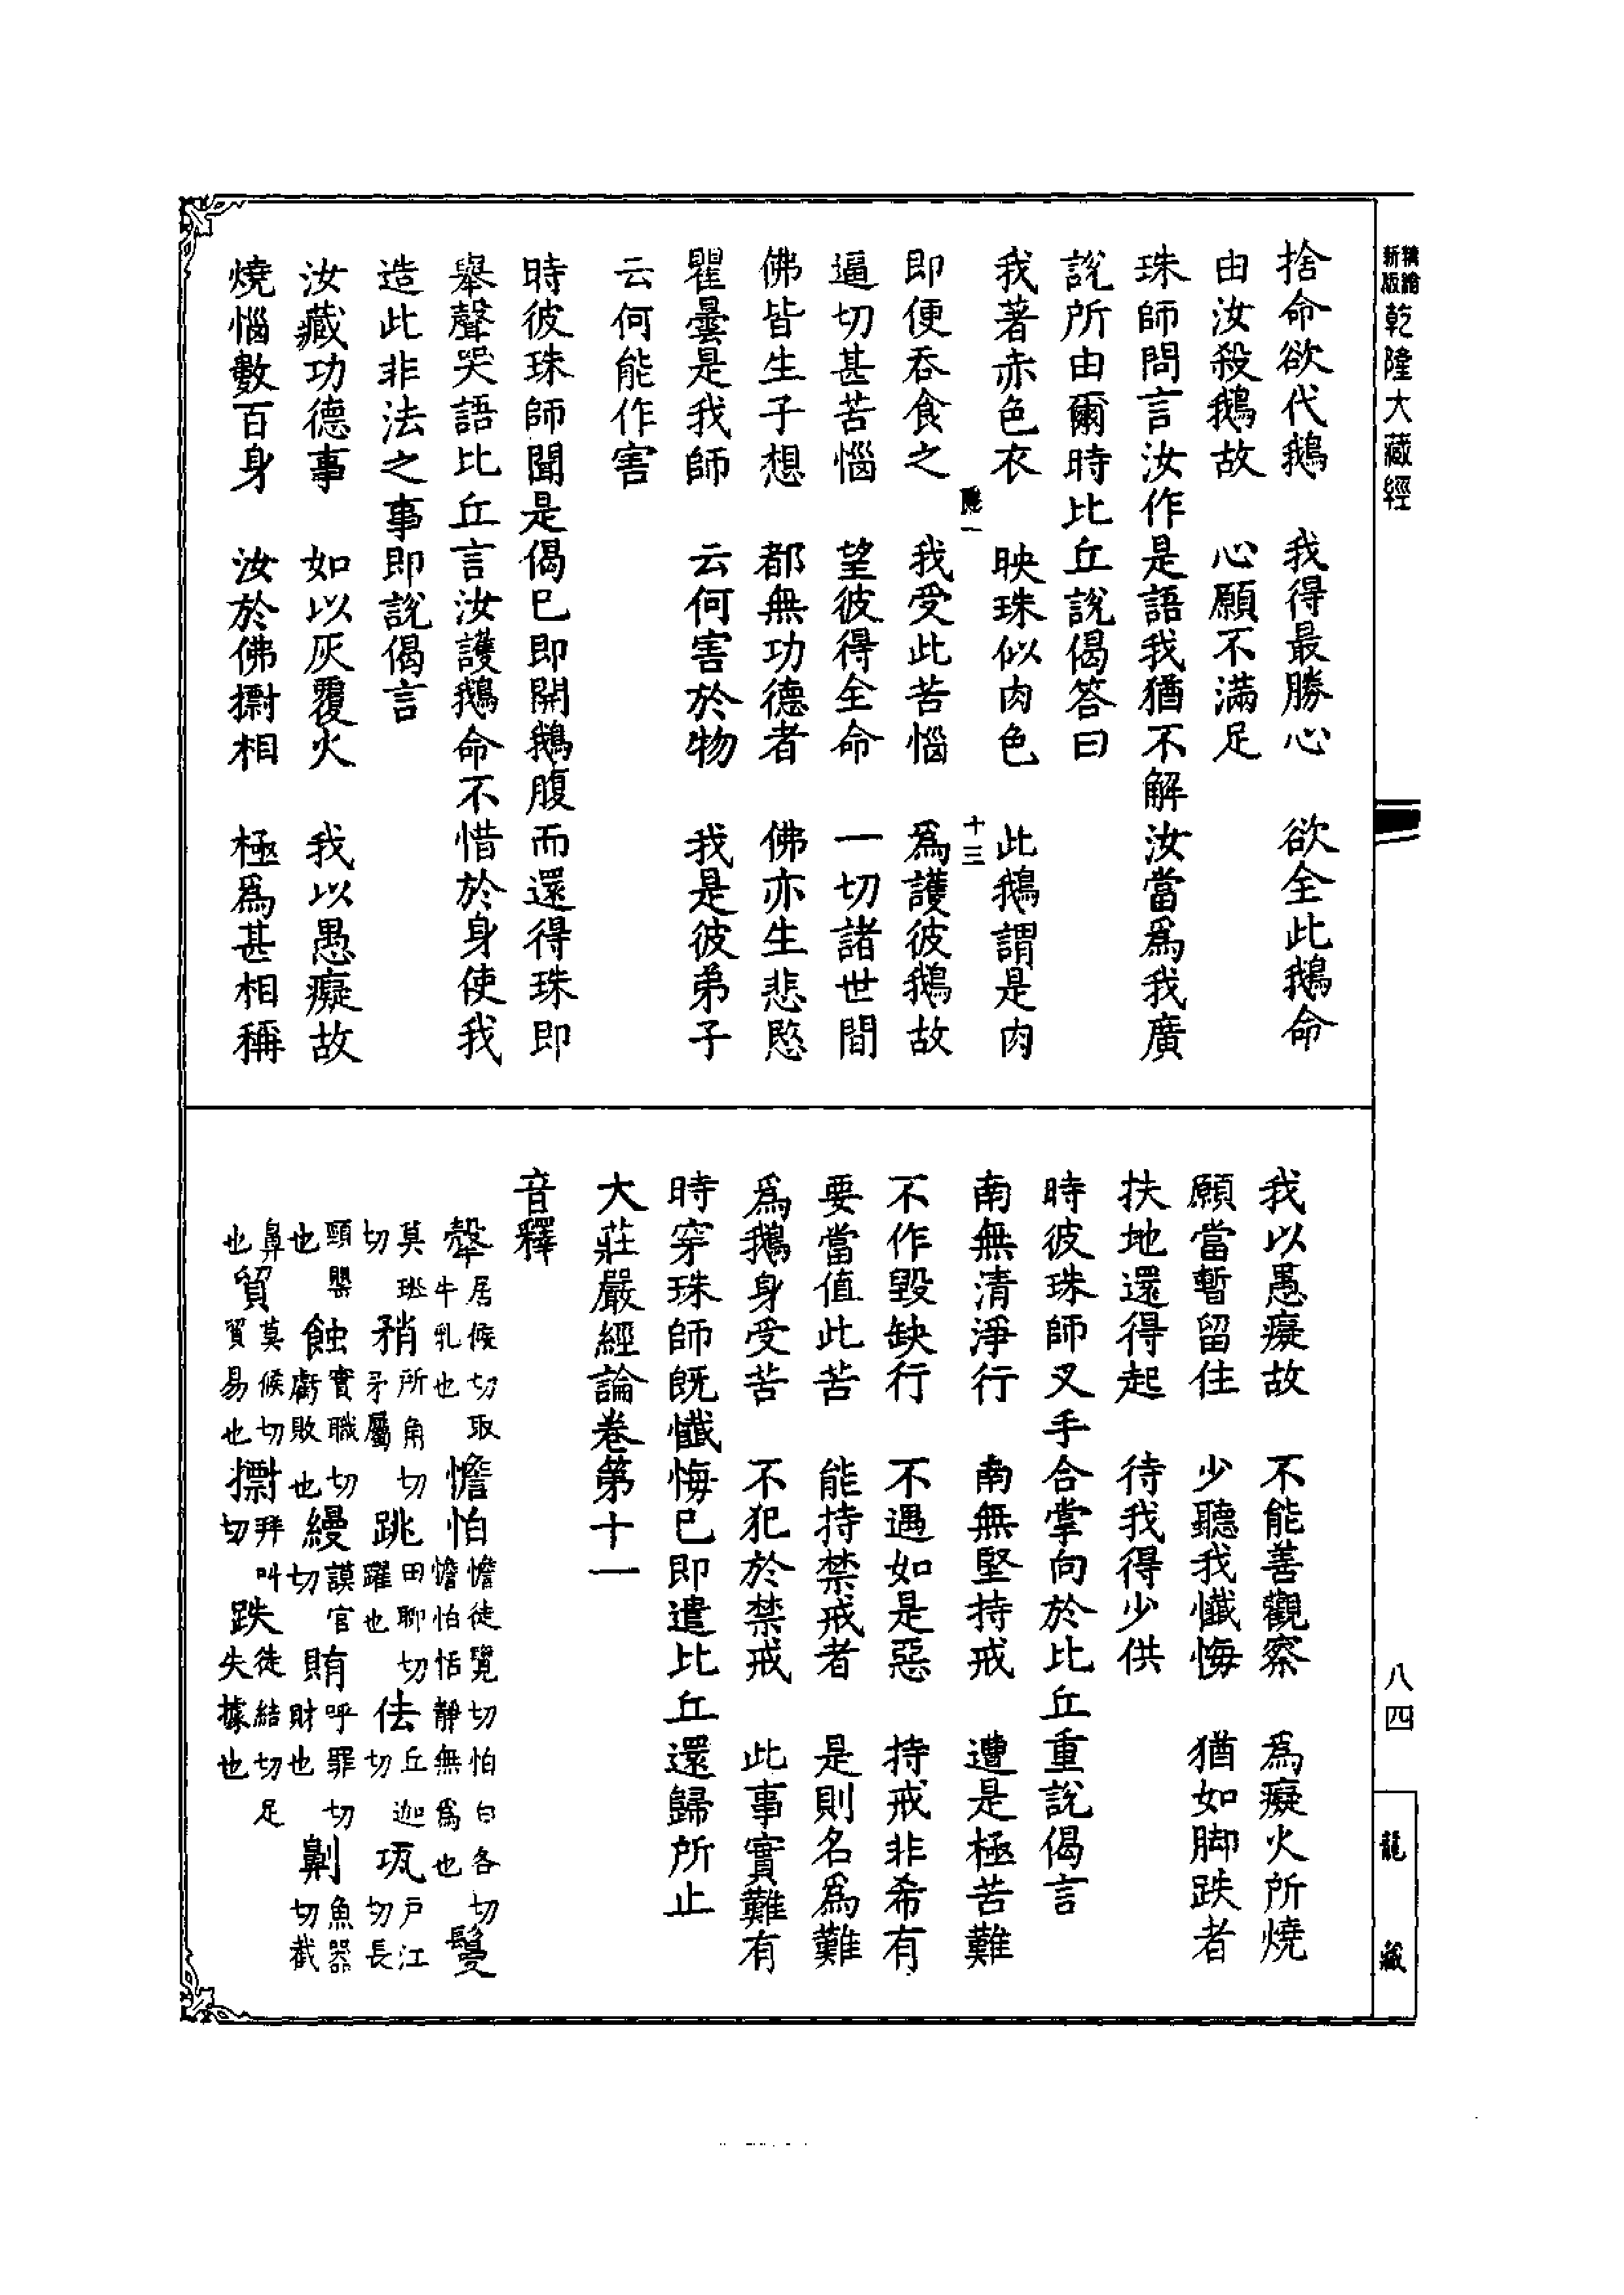 新版
乾隆大藏經
八四
龍藏
捨命欲代鵝 我得最勝心 欲全此鵝命
由汝殺鵝故 心願不滿足
珠師問言汝作是語我猶不解汝當爲我廣
說所由爾時比丘說偈答曰
我著赤色衣 映珠似肉色 此鵝謂是肉
十三
即便吞食之 我受此苦惱 爲護彼鵝故
逼切甚苦惱 望彼得全命 一切諸世間
佛皆生子想 都無功德者 佛亦生悲愍
瞿曇是我師 云何害於物 我是彼弟子
云何能作害
時彼珠師聞是偈已即開鵝腹而還得珠即
舉聲哭語比丘言汝護鵝命不惜於身使我
造此非法之事即說偈言
汝藏功德事 如以灰覆火 我以愚癡故
燒惱數百身 汝於佛㩌相 極爲甚相稱
我以愚癡故 不能善觀察 爲癡火所燒
願當暫留住 少聽我懺悔 猶如脚跌者
扶地還得起 待我得少供
時彼珠師叉手合掌向於比丘重說偈言
南無清淨行 南無堅持戒 遭是極苦難
不作毀缺行 不遇如是惡 持戒非希有
要當值此苦 能持禁戒者 是則名爲難
爲鵝身受苦 不犯於禁戒 此事實難有
時穿珠師既懺悔已即遣比丘還歸所止
大莊嚴經論卷第十一
音釋
㝅居候切取牛乳也 憺怕憺徒覽切怕白各切憺怕恬靜無爲也 鬘
莫班切 矟所角切矛屬 跳田聊切躍也 佉丘迦切 瓨戶江切長
頸罌也 蝕實職切虧敗也 縵謨官切 賄呼罪切財也 劓魚器切截
鼻也 貿莫候切貿易也 㩌拜叫切 跌徒結切足失據也